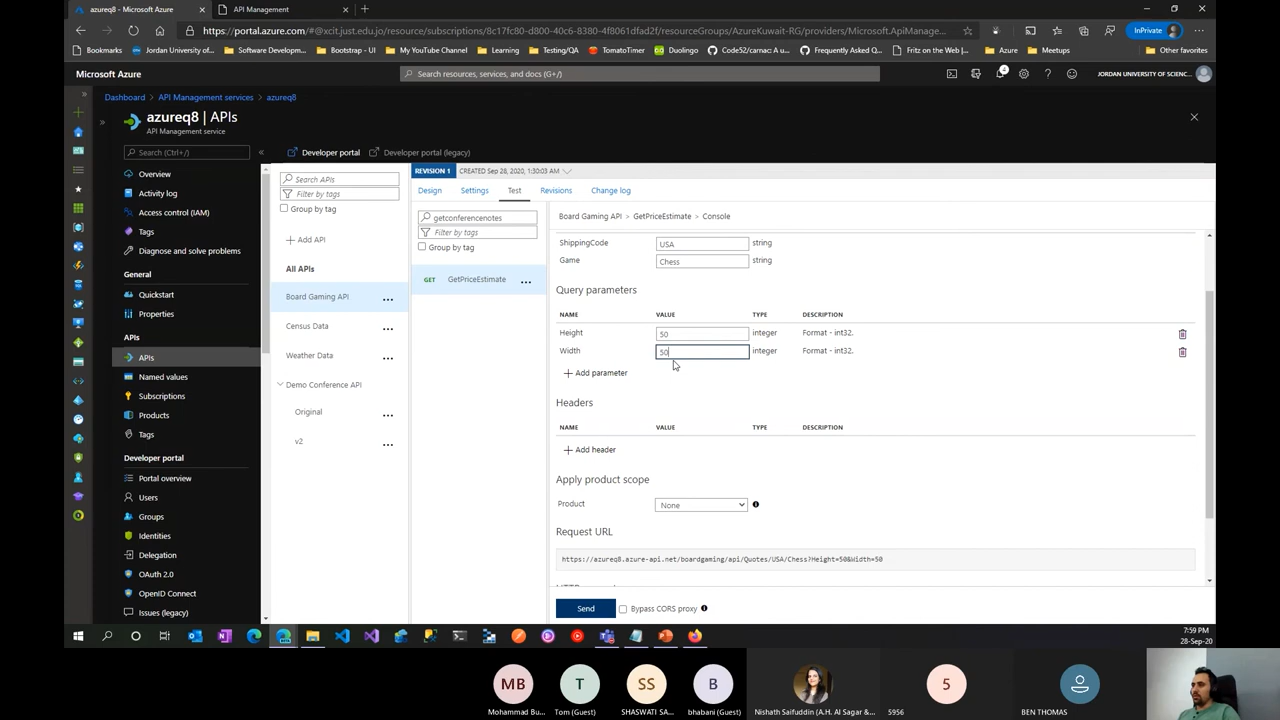 azureq8 - Microsoft Azure
API Management
https://portal.azure.com/#@xcit.just.edu.jo/resource/subscriptions/8c17fc80-d800-40c6-8380-4f8061dfad2f/resourceGroups/AzureKuwait-RG/providers/Microsoft.ApiManage...
InPrivate
Bookmarks Jordan University of... Software Developm... Bootstrap - UI My YouTube Channel Learning Testing/QA TomatoTimer Duolingo Code52/carnac: A u... Frequently Asked Q... Fritz on the Web | A... Azure Meetups Other favorites
Microsoft Azure
Search resources, services, and docs (G+/)
4
JORDAN UNIVERSITY OF SCIENC...
Dashboard > API Management services > azureq8
azureq8 | APIs
API Management service
Search (Ctrl+/)
Overview
Activity log
Access control (IAM)
Tags
Diagnose and solve problems
General
Quickstart
Properties
APIs
APIs
Named values
Subscriptions
Products
Tags
Developer portal
Portal overview
Users
Groups
Identities
Delegation
OAuth 2.0
OpenID Connect
Issues (legacy)
Developer portal
Developer portal (legacy)
Search APIs
Filter by tags
Group by tag
+ Add API
All APIs
Board Gaming API ...
Census Data ...
Weather Data ...
Demo Conference API
Original ...
v2 ...
REVISION 1 CREATED Sep 28, 2020, 1:30:03 AM
Design Settings Test Revisions Change log
getconferencenotes
Filter by tags
Group by tag
GET GetPriceEstimate ...
Board Gaming API > GetPriceEstimate > Console
ShippingCode USA string
Game Chess string
Query parameters
NAME VALUE TYPE DESCRIPTION
Height 50 integer Format - int32.
Width 50 integer Format - int32.
+ Add parameter
Headers
NAME VALUE TYPE DESCRIPTION
+ Add header
Apply product scope
Product None
Request URL
https://azureq8.azure-api.net/boardgaming/api/Quotes/USA/Chess?Height=50&Width=50
Send
Bypass CORS proxy
7:59 PM
28-Sep-20
MB
T
SS
B
5
Mohammad Bu...
Tom (Guest)
SHASWATI SA...
bhabani (Guest)
Nishath Saifuddin (A.H. Al Sagar &...
5956
BEN THOMAS